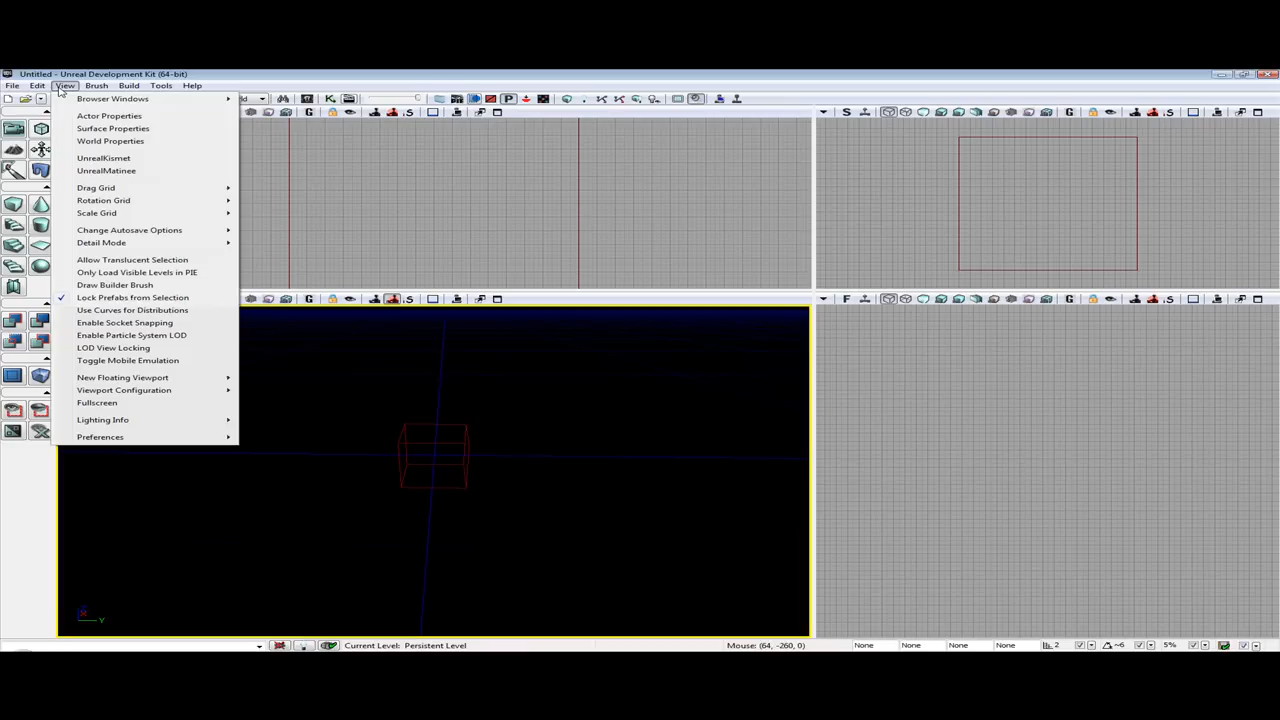 Untitled - Unreal Development Kit (64-bit)
File Edit View Brush Build Tools Help
Browser Windows
Actor Properties
Surface Properties
World Properties
UnrealKismet
UnrealMatinee
Drag Grid
Rotation Grid
Scale Grid
Change Autosave Options
Detail Mode
Allow Translucent Selection
Only Load Visible Levels in PIE
Draw Builder Brush
Lock Prefabs from Selection
Use Curves for Distributions
Enable Socket Snapping
Enable Particle System LOD
LOD View Locking
Toggle Mobile Emulation
New Floating Viewport
Viewport Configuration
Fullscreen
Lighting Info
Preferences
K P
G S
S G S
G S
F G S
Y
Current Level: Persistent Level
Mouse: (64, -260, 0)
None None None None 2 ~6 5%